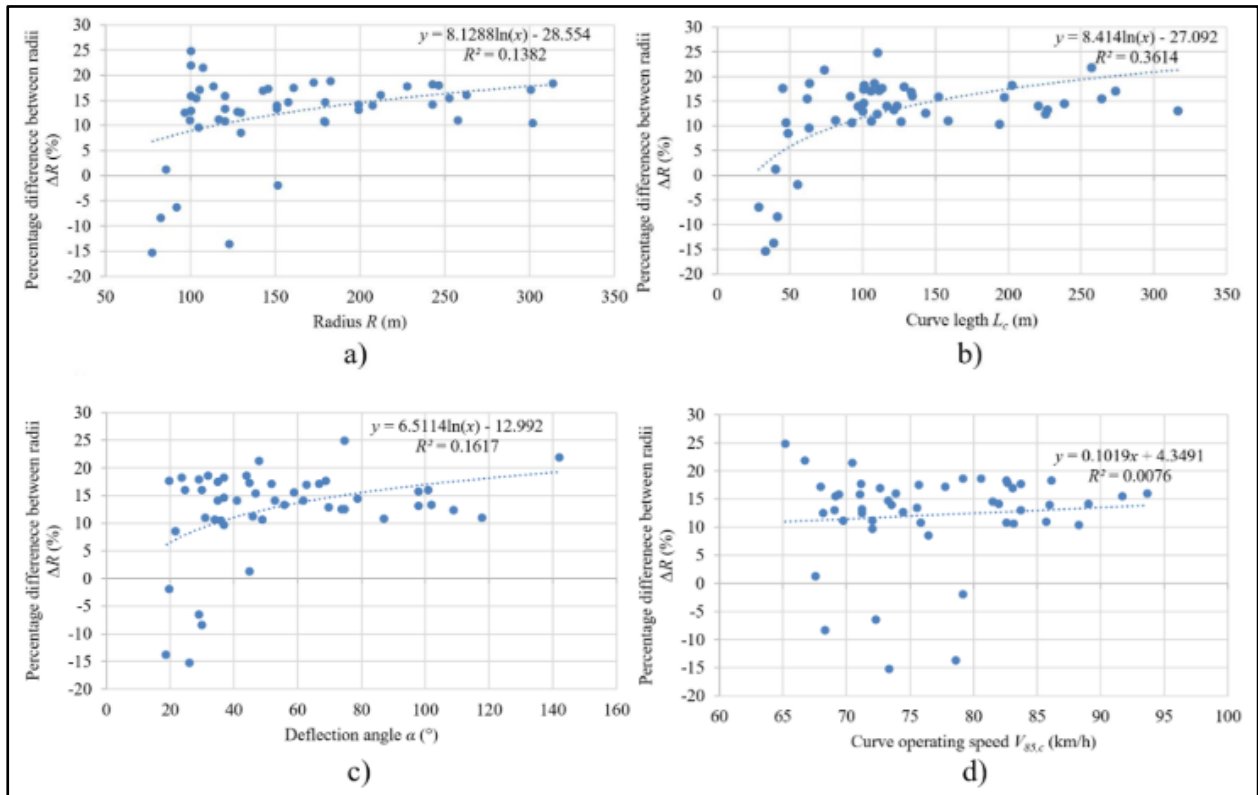 Percentage differenece between radii
ΔR (%)
30
25
20
15
10
5
0
-5
-10
-15
-20
y = 8.1288ln(x) - 28.554
R² = 0.1382
50 100 150 200 250 300 350
Radius R (m)
a)
Percentage differenece between radii
ΔR (%)
30
25
20
15
10
5
0
-5
-10
-15
-20
y = 8.414ln(x) - 27.092
R² = 0.3614
0 50 100 150 200 250 300 350
Curve legth Lc (m)
b)
Percentage differenece between radii
ΔR (%)
30
25
20
15
10
5
0
-5
-10
-15
-20
y = 6.5114ln(x) - 12.992
R² = 0.1617
0 20 40 60 80 100 120 140 160
Deflection angle α (°)
c)
Percentage differenece between radii
ΔR (%)
30
25
20
15
10
5
0
-5
-10
-15
-20
y = 0.1019x + 4.3491
R² = 0.0076
60 65 70 75 80 85 90 95 100
Curve operating speed V85,c (km/h)
d)